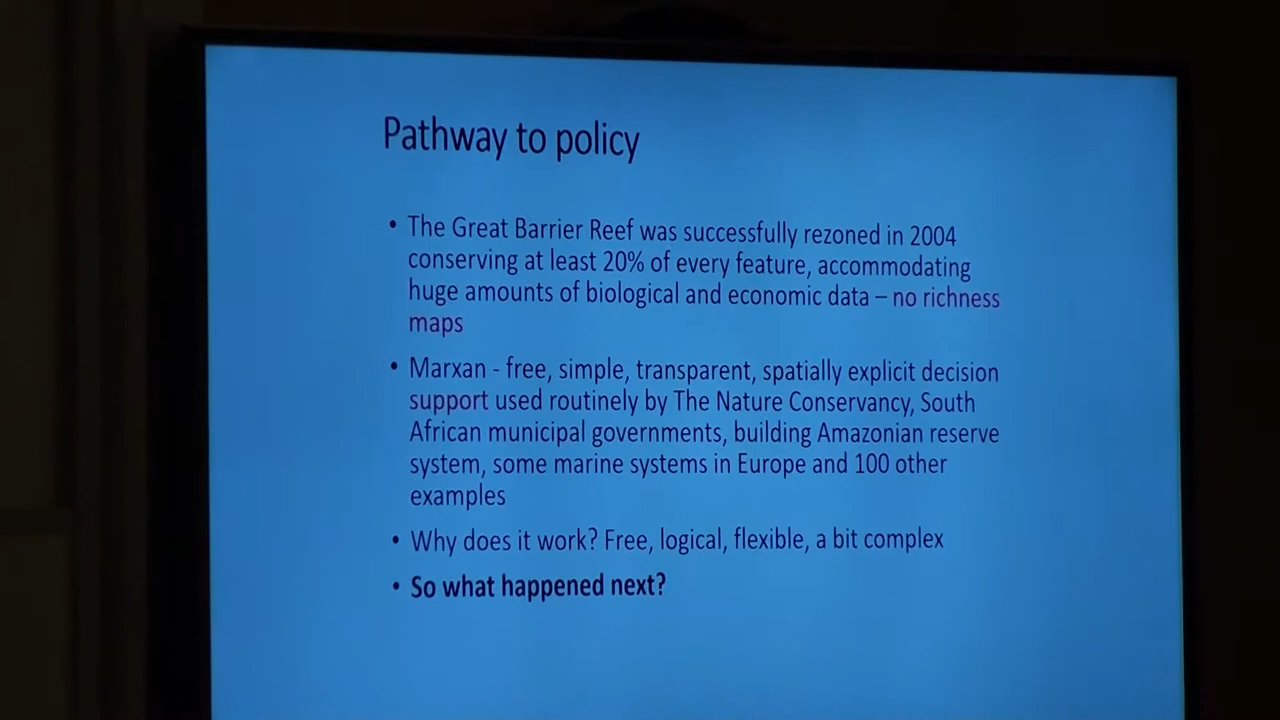 Pathway to policy
• The Great Barrier Reef was successfully rezoned in 2004
conserving at least 20% of every feature, accommodating
huge amounts of biological and economic data – no richness
maps
• Marxan - free, simple, transparent, spatially explicit decision
support used routinely by The Nature Conservancy, South
African municipal governments, building Amazonian reserve
system, some marine systems in Europe and 100 other
examples
• Why does it work? Free, logical, flexible, a bit complex
• So what happened next?